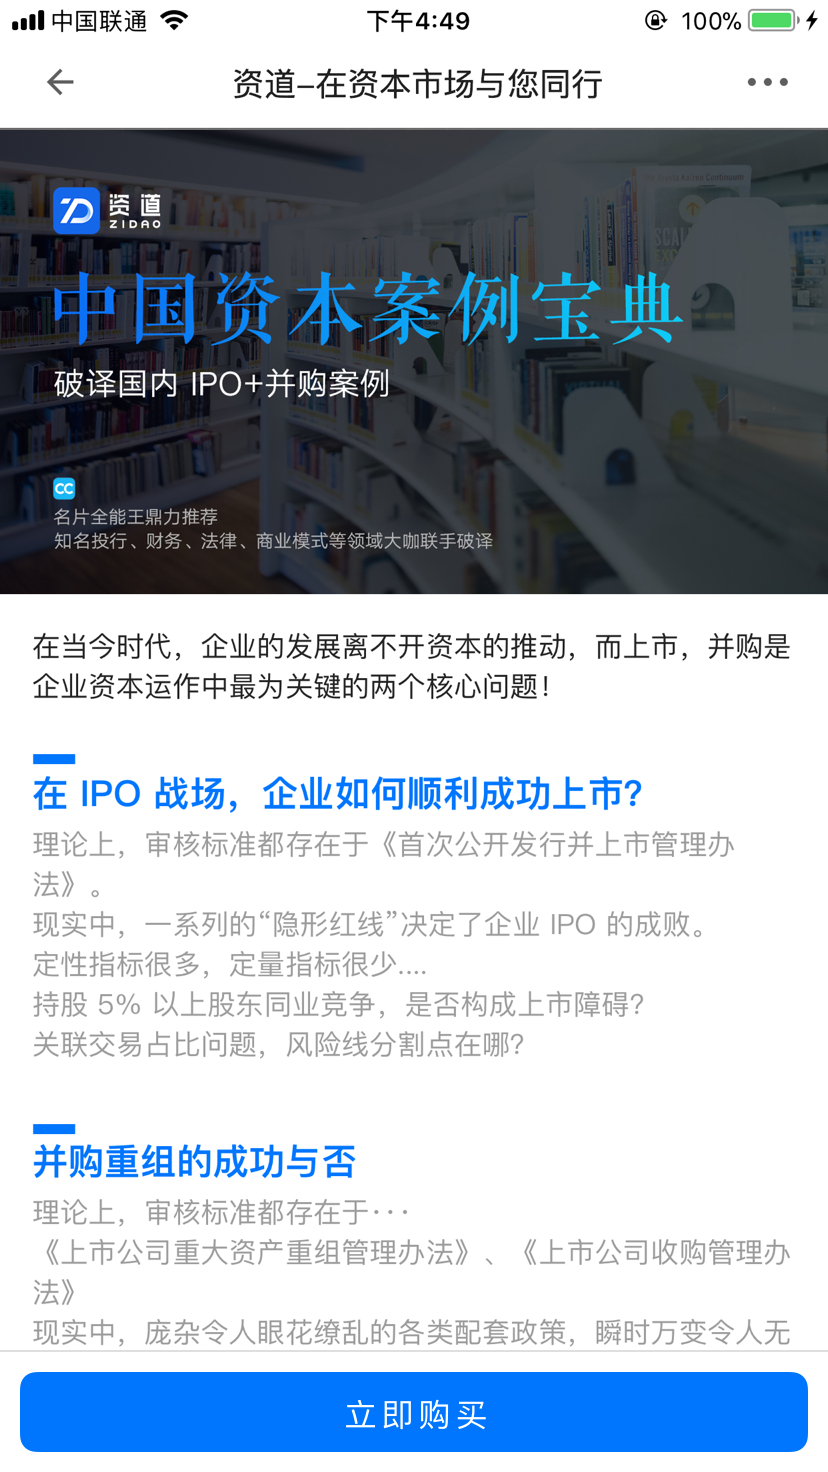 中国联通
下午4:49
100%
资道-在资本市场与您同行
资道
ZIDAO
中国资本案例宝典
破译国内 IPO+并购案例
CC
名片全能王鼎力推荐
知名投行、财务、法律、商业模式等领域大咖联手破译
在当今时代，企业的发展离不开资本的推动，而上市，并购是
企业资本运作中最为关键的两个核心问题！
在 IPO 战场，企业如何顺利成功上市？
理论上，审核标准都存在于《首次公开发行并上市管理办
法》。
现实中，一系列的“隐形红线”决定了企业 IPO 的成败。
定性指标很多，定量指标很少....
持股 5% 以上股东同业竞争，是否构成上市障碍？
关联交易占比问题，风险线分割点在哪？
并购重组的成功与否
理论上，审核标准都存在于···
《上市公司重大资产重组管理办法》、《上市公司收购管理办
法》
现实中，庞杂令人眼花缭乱的各类配套政策，瞬时万变令人无
立即购买